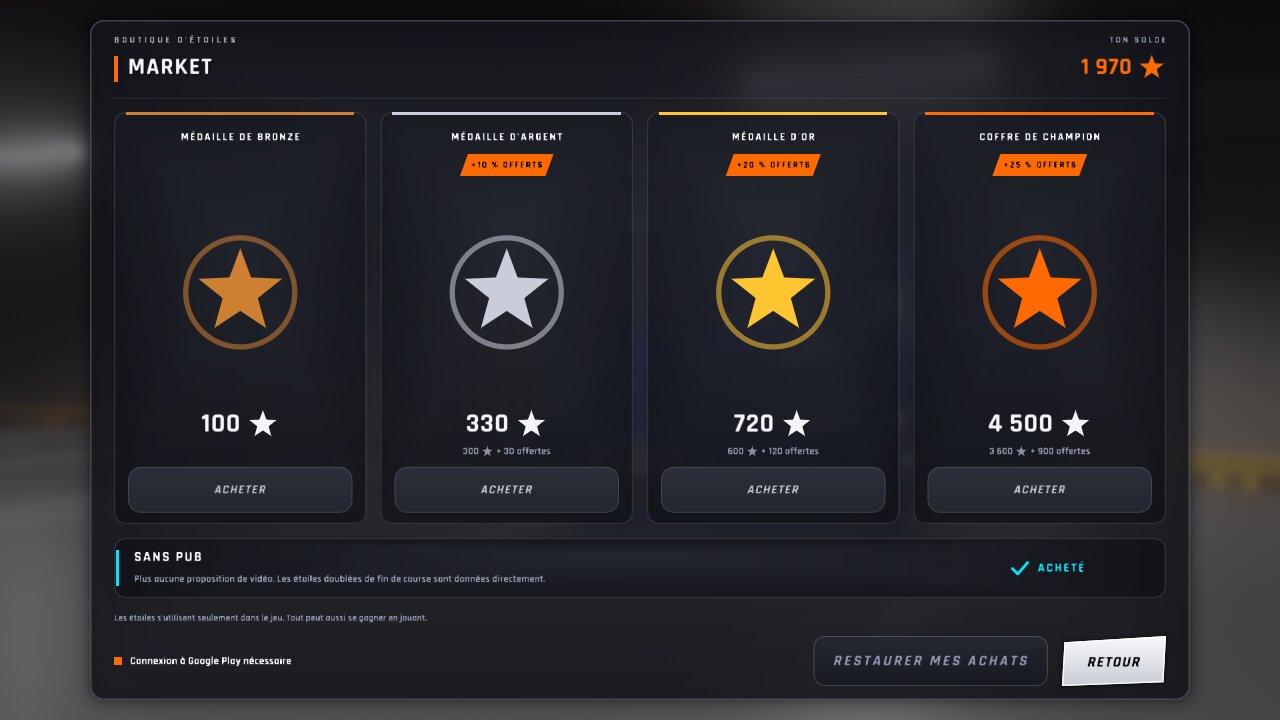 BOUTIQUE D'ÉTOILES
TON SOLDE
MARKET
1 970
MÉDAILLE DE BRONZE
100
ACHETER
MÉDAILLE D'ARGENT
+10 % OFFERTS
330
300 ★ + 30 offertes
ACHETER
MÉDAILLE D'OR
+20 % OFFERTS
720
600 ★ + 120 offertes
ACHETER
COFFRE DE CHAMPION
+25 % OFFERTS
4 500
3 600 ★ + 900 offertes
ACHETER
SANS PUB
Plus aucune proposition de vidéo. Les étoiles doublées de fin de course sont données directement.
ACHETÉ
Les étoiles s'utilisent seulement dans le jeu. Tout peut aussi se gagner en jouant.
Connexion à Google Play nécessaire
RESTAURER MES ACHATS
RETOUR